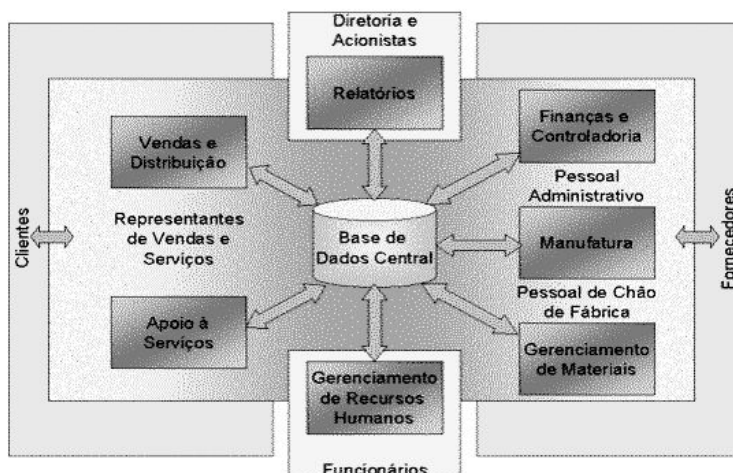 Diretoria e
Acionistas
Relatórios
Vendas e
Distribuição
Finanças e
Controladoria
Pessoal
Administrativo
Clientes
Representantes
de Vendas e
Serviços
Base de
Dados Central
Manufatura
Fornecedores
Pessoal de Chão
de Fábrica
Apoio à
Serviços
Gerenciamento
de Recursos
Humanos
Gerenciamento
de Materiais
Funcionários